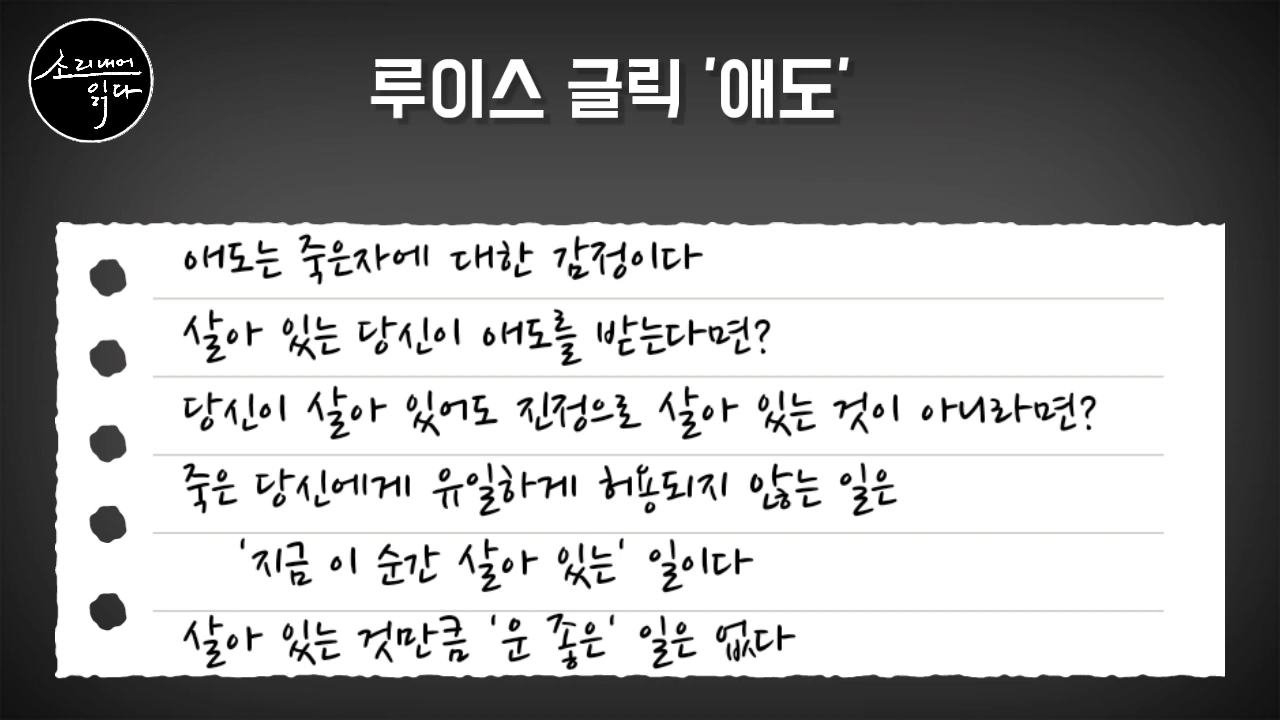 소리내어
읽다
루이스 글릭 '애도'
애도는 죽은자에 대한 감정이다
살아 있는 당신이 애도를 받는다면?
당신이 살아 있어도 진정으로 살아 있는 것이 아니라면?
죽은 당신에게 유일하게 허용되지 않는 일은
'지금 이 순간 살아 있는' 일이다
살아 있는 것만큼 '운 좋은' 일은 없다